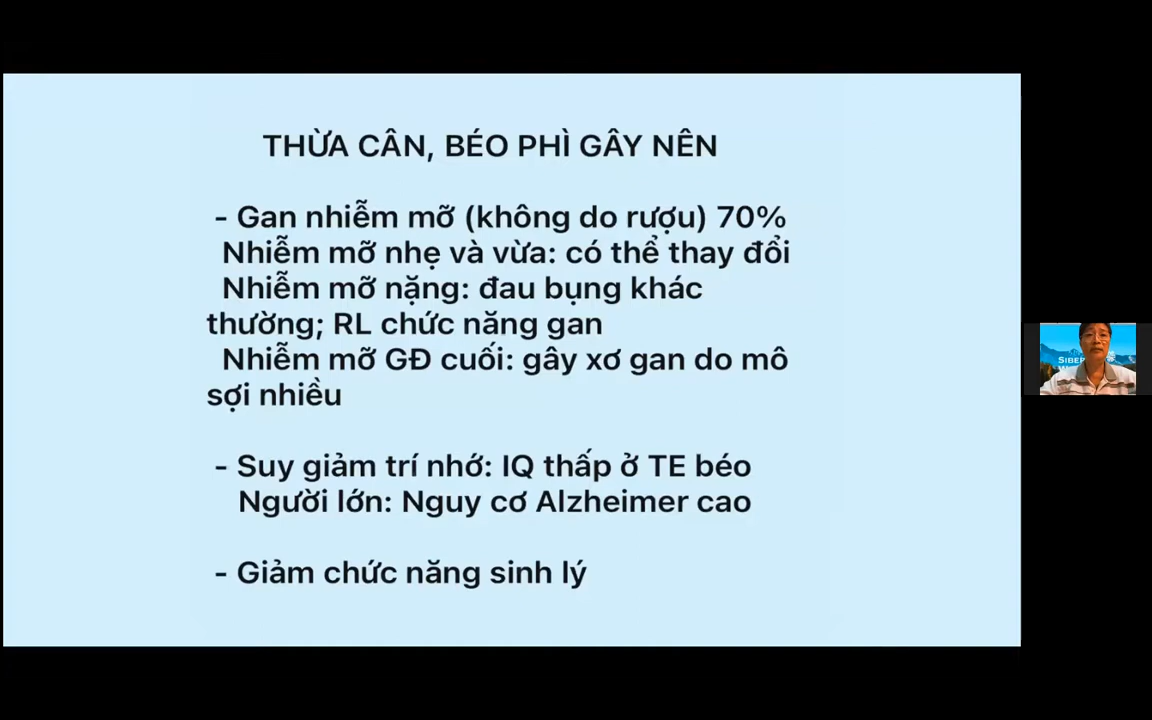 THỪA CÂN, BÉO PHÌ GÂY NÊN
- Gan nhiễm mỡ (không do rượu) 70%
Nhiễm mỡ nhẹ và vừa: có thể thay đổi
Nhiễm mỡ nặng: đau bụng khác
thường; RL chức năng gan
Nhiễm mỡ GĐ cuối: gây xơ gan do mô
sợi nhiều
- Suy giảm trí nhớ: IQ thấp ở TE béo
Người lớn: Nguy cơ Alzheimer cao
- Giảm chức năng sinh lý